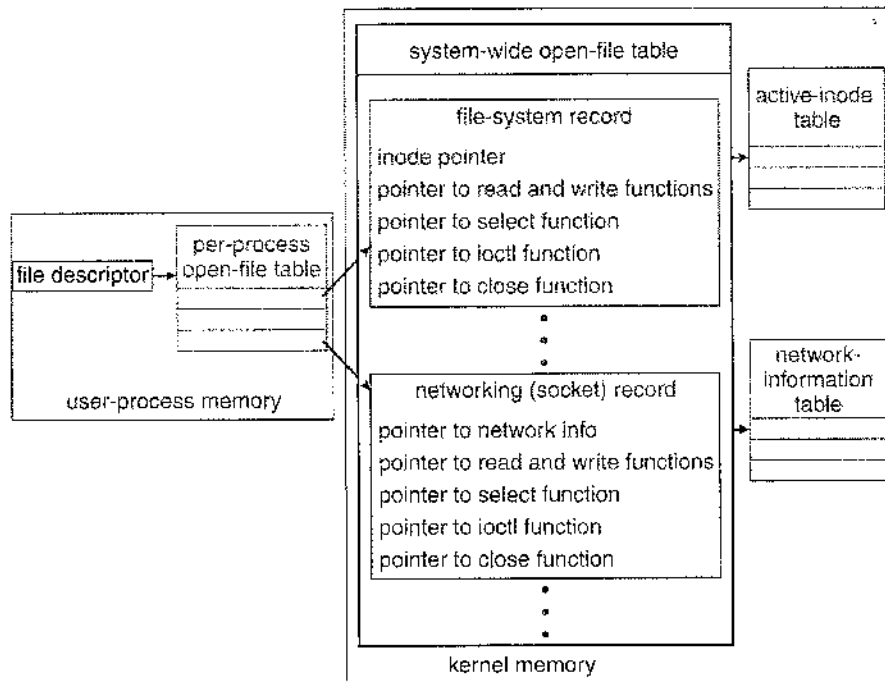 system-wide open-file table
active-inode
table
file-system record
inode pointer
pointer to read and write functions
pointer to select function
pointer to ioctl function
pointer to close function
per-process
open-file table
file descriptor
user-process memory
network-
information
table
networking (socket) record
pointer to network info
pointer to read and write functions
pointer to select function
pointer to ioctl function
pointer to close function
kernel memory